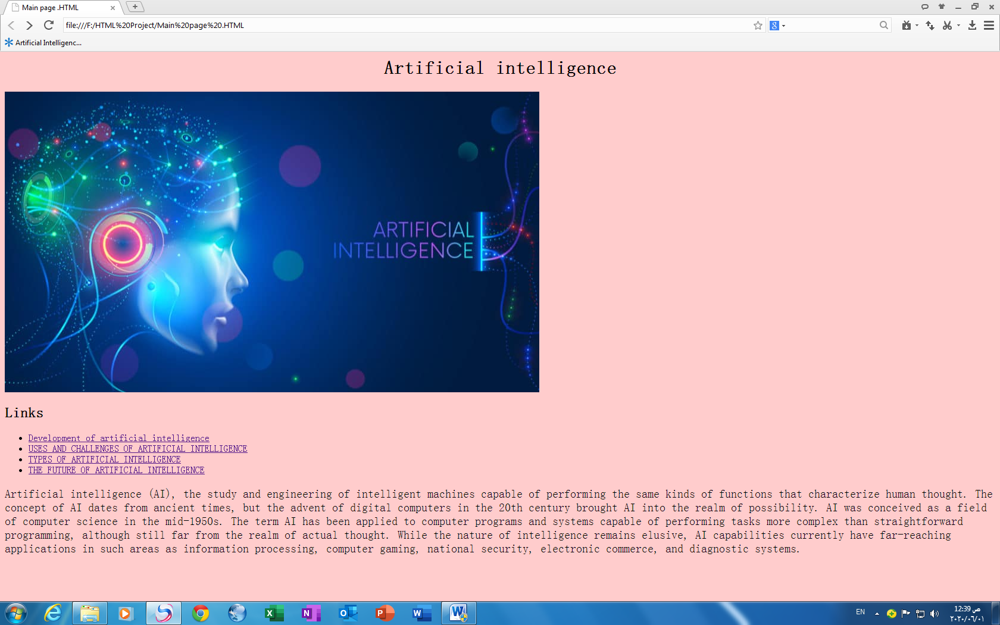 Main page .HTML
file:///F:/HTML%20Project/Main%20page%20.HTML
8
Artificial Intelligenc...
Artificial intelligence
ARTIFICIAL
INTELLIGENCE
Links
Development of artificial intelligence
USES AND CHALLENGES OF ARTIFICIAL INTELLIGENCE
TYPES OF ARTIFICIAL INTELLIGENCE
THE FUTURE OF ARTIFICIAL INTELLIGENCE
Artificial intelligence (AI), the study and engineering of intelligent machines capable of performing the same kinds of functions that characterize human thought. The
concept of AI dates from ancient times, but the advent of digital computers in the 20th century brought AI into the realm of possibility. AI was conceived as a field
of computer science in the mid-1950s. The term AI has been applied to computer programs and systems capable of performing tasks more complex than straightforward
programming, although still far from the realm of actual thought. While the nature of intelligence remains elusive, AI capabilities currently have far-reaching
applications in such areas as information processing, computer gaming, national security, electronic commerce, and diagnostic systems.
X N O P W W
EN
12:39 ص
٢٠٢٠/٠٦/٠١